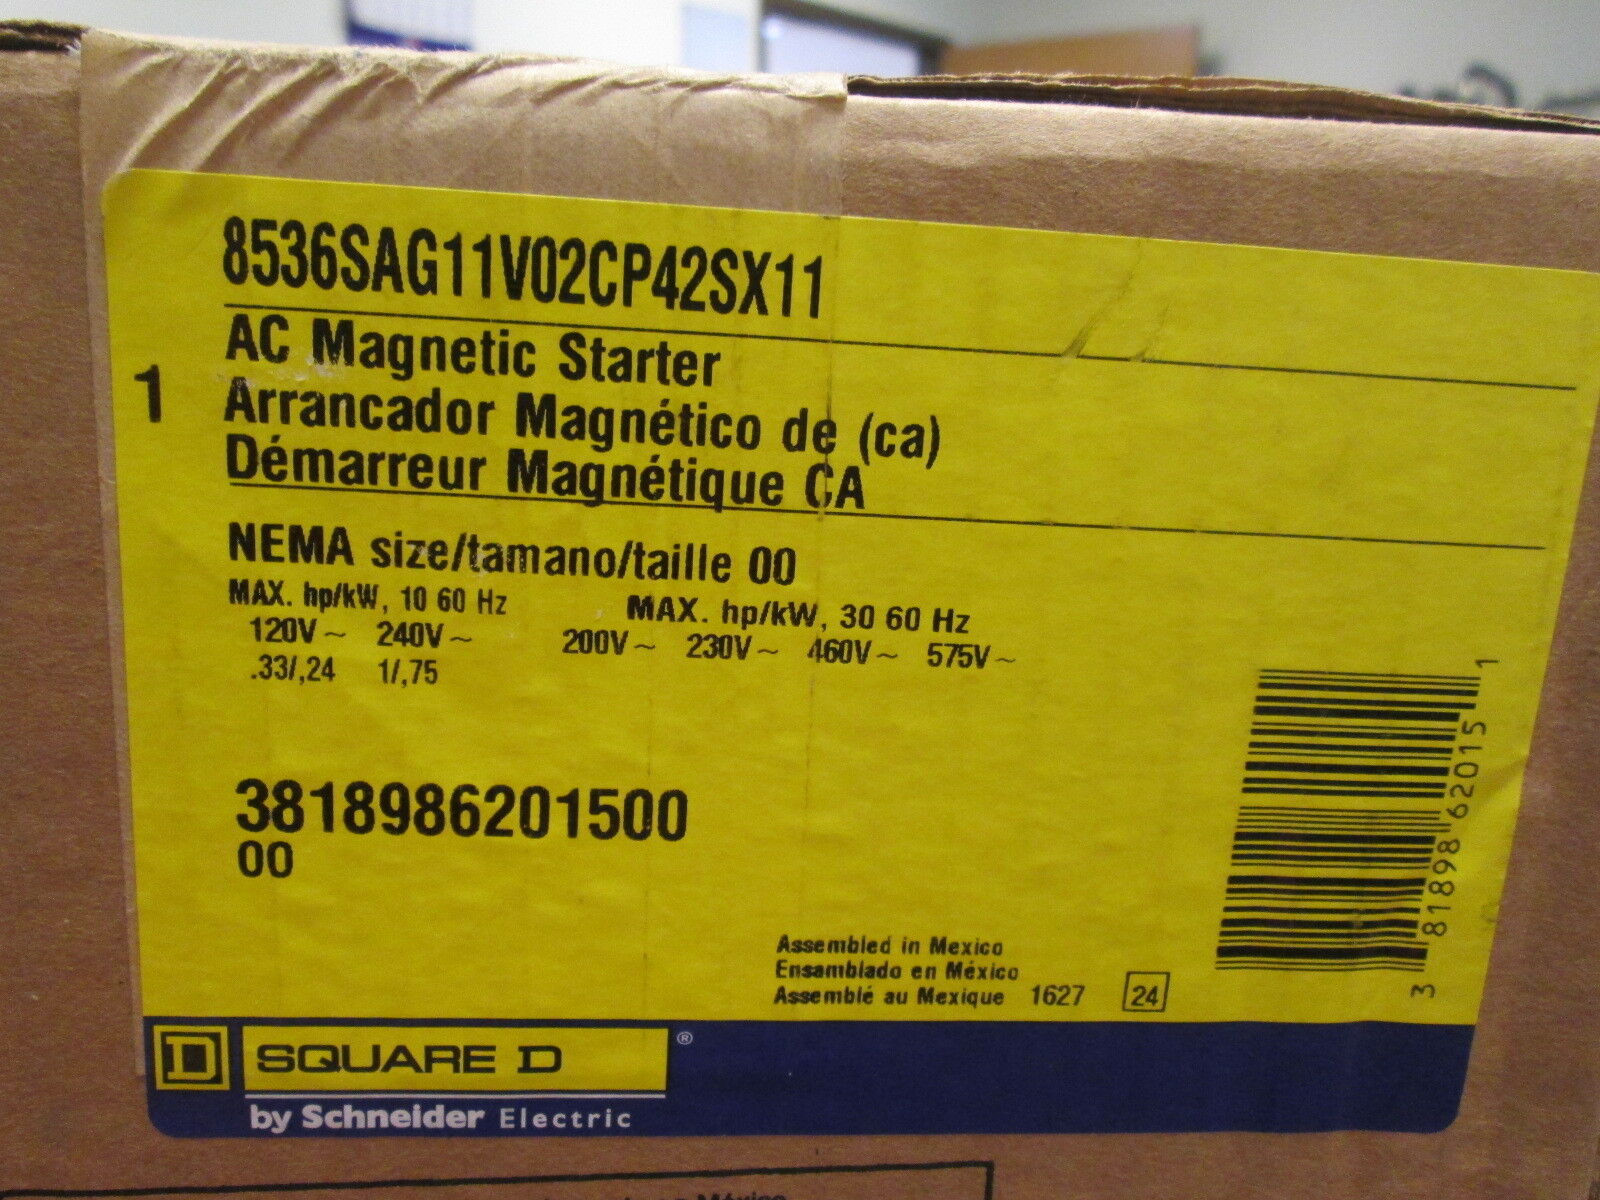 8536SAG11V02CP42SX11
1
AC Magnetic Starter
Arrancador Magnético de (ca)
Démarreur Magnétique CA
NEMA size/tamano/taille 00
MAX. hp/kW, 10 60 Hz MAX. hp/kW, 30 60 Hz
120V~ 240V~ 200V~ 230V~ 460V~ 575V~
.33/,24 1/,75
3818986201500
00
3 81898 62015 1
Assembled in Mexico
Ensamblado en México
Assemblé au Mexique 1627 24
D SQUARE D ®
by Schneider Electric
México